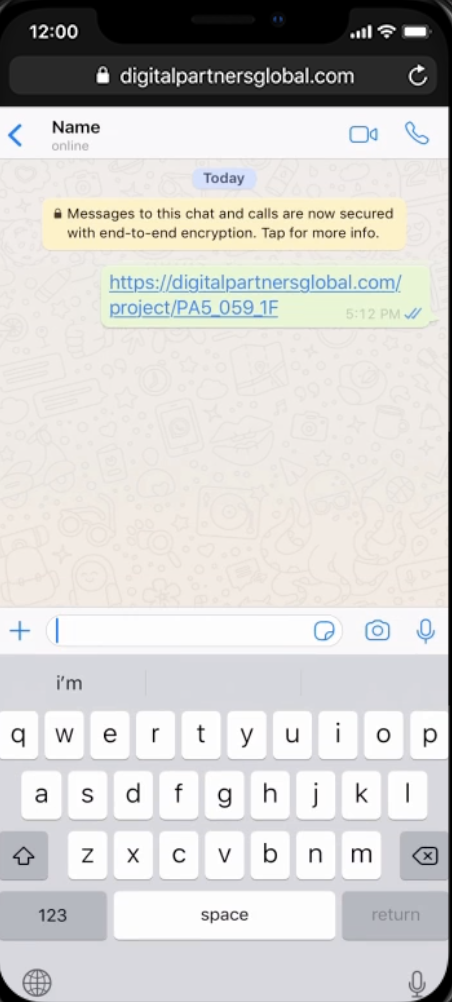 12:00
digitalpartnersglobal.com
Name
online
Today
Messages to this chat and calls are now secured
with end-to-end encryption. Tap for more info.
https://digitalpartnersglobal.com/
project/PA5_059_1F
5:12 PM
i'm
q w e r t y u i o p
a s d f g h j k l
z x c v b n m
123 space return